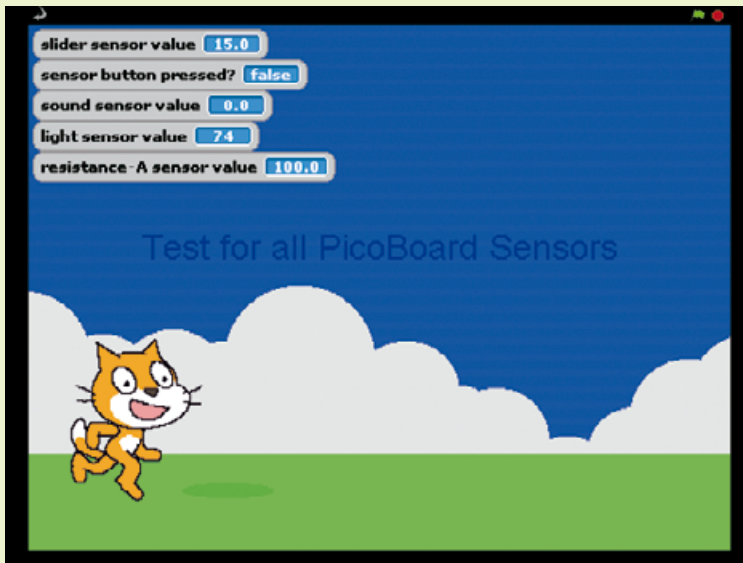 slider sensor value 15.0
sensor button pressed? false
sound sensor value 0.0
light sensor value 74
resistance-A sensor value 100.0
Test for all PicoBoard Sensors